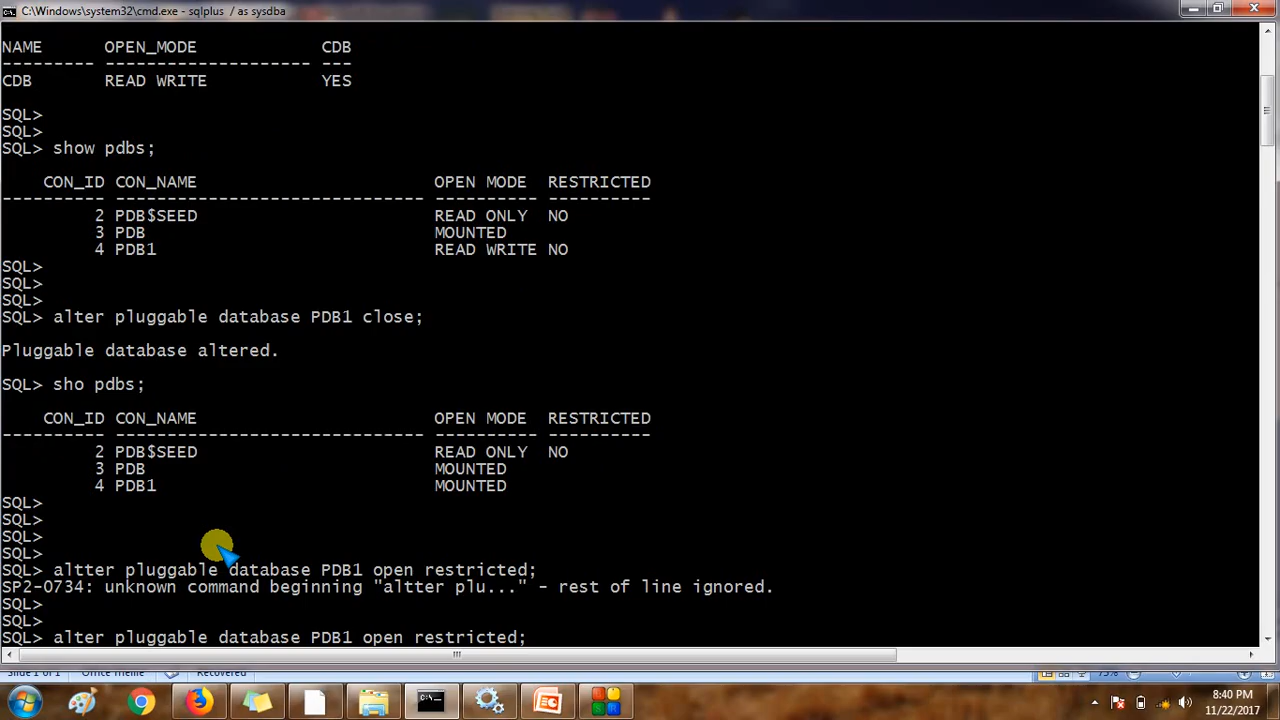 C:\Windows\system32\cmd.exe - sqlplus  / as sysdba
NAME      OPEN_MODE            CDB
--------- -------------------- ---
CDB       READ WRITE           YES
SQL>
SQL>
SQL> show pdbs;
    CON_ID CON_NAME                       OPEN MODE  RESTRICTED
---------- ------------------------------ ---------- ----------
         2 PDB$SEED                       READ ONLY  NO
         3 PDB                            MOUNTED
         4 PDB1                           READ WRITE NO
SQL>
SQL>
SQL>
SQL> alter pluggable database PDB1 close;
Pluggable database altered.
SQL> sho pdbs;
    CON_ID CON_NAME                       OPEN MODE  RESTRICTED
---------- ------------------------------ ---------- ----------
         2 PDB$SEED                       READ ONLY  NO
         3 PDB                            MOUNTED
         4 PDB1                           MOUNTED
SQL>
SQL>
SQL>
SQL>
SQL> altter pluggable database PDB1 open restricted;
SP2-0734: unknown command beginning "altter plu..." - rest of line ignored.
SQL>
SQL>
SQL> alter pluggable database PDB1 open restricted;
Slide 1 of 1 Office Theme Recovered 75%
8:40 PM
11/22/2017